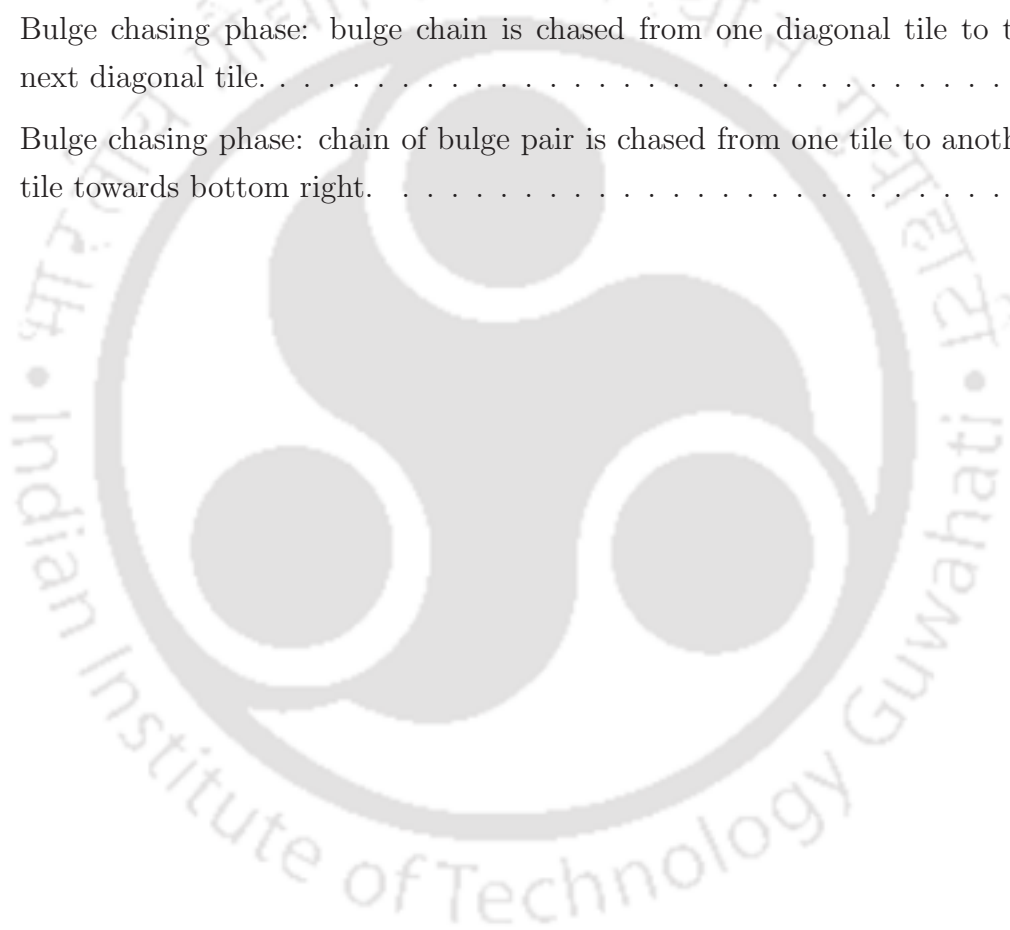 Bulge chasing phase: bulge chain is chased from one diagonal tile to t
next diagonal tile. . . . . . . . . . . . . . . . . . . . . . . . . . . . . . . .
Bulge chasing phase: chain of bulge pair is chased from one tile to anoth
tile towards bottom right. . . . . . . . . . . . . . . . . . . . . . . . . . .
• Indian Institute of Technology Guwahati •